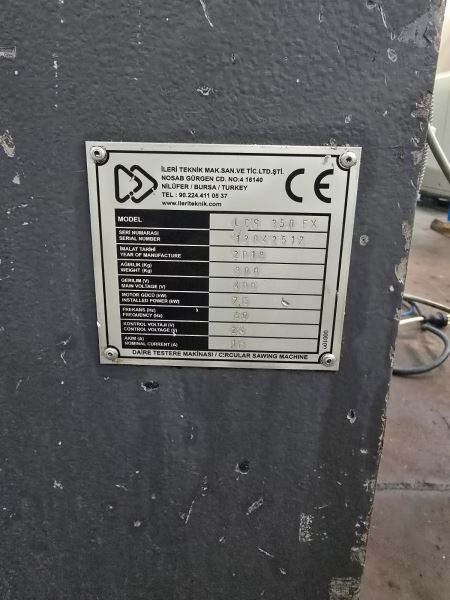 İLERİ TEKNİK MAK.SAN.VE TİC.LTD.ŞTİ.
NOSAB GÜRGEN CD. NO:4 16140
NİLÜFER / BURSA / TURKEY
TEL : 90.224.411 05 37
www.ileriteknik.com
CE
MODEL
SERİ NUMARASI
SERIAL NUMBER
İMALAT TARİHİ
YEAR OF MANUFACTURE
AĞIRLIK (Kg)
WEIGHT (Kg)
GERİLİM (V)
MAIN VOLTAGE (V)
400
MOTOR GÜCÜ (kW)
INSTALLED POWER (kW)
FREKANS (Hz)
FREQUENCY (Hz)
KONTROL VOLTAJI (V)
CONTROL VOLTAGE (V)
24
AKIM (A)
NOMINAL CURRENT (A)
DAİRE TESTERE MAKİNASI / CIRCULAR SAWING MACHINE